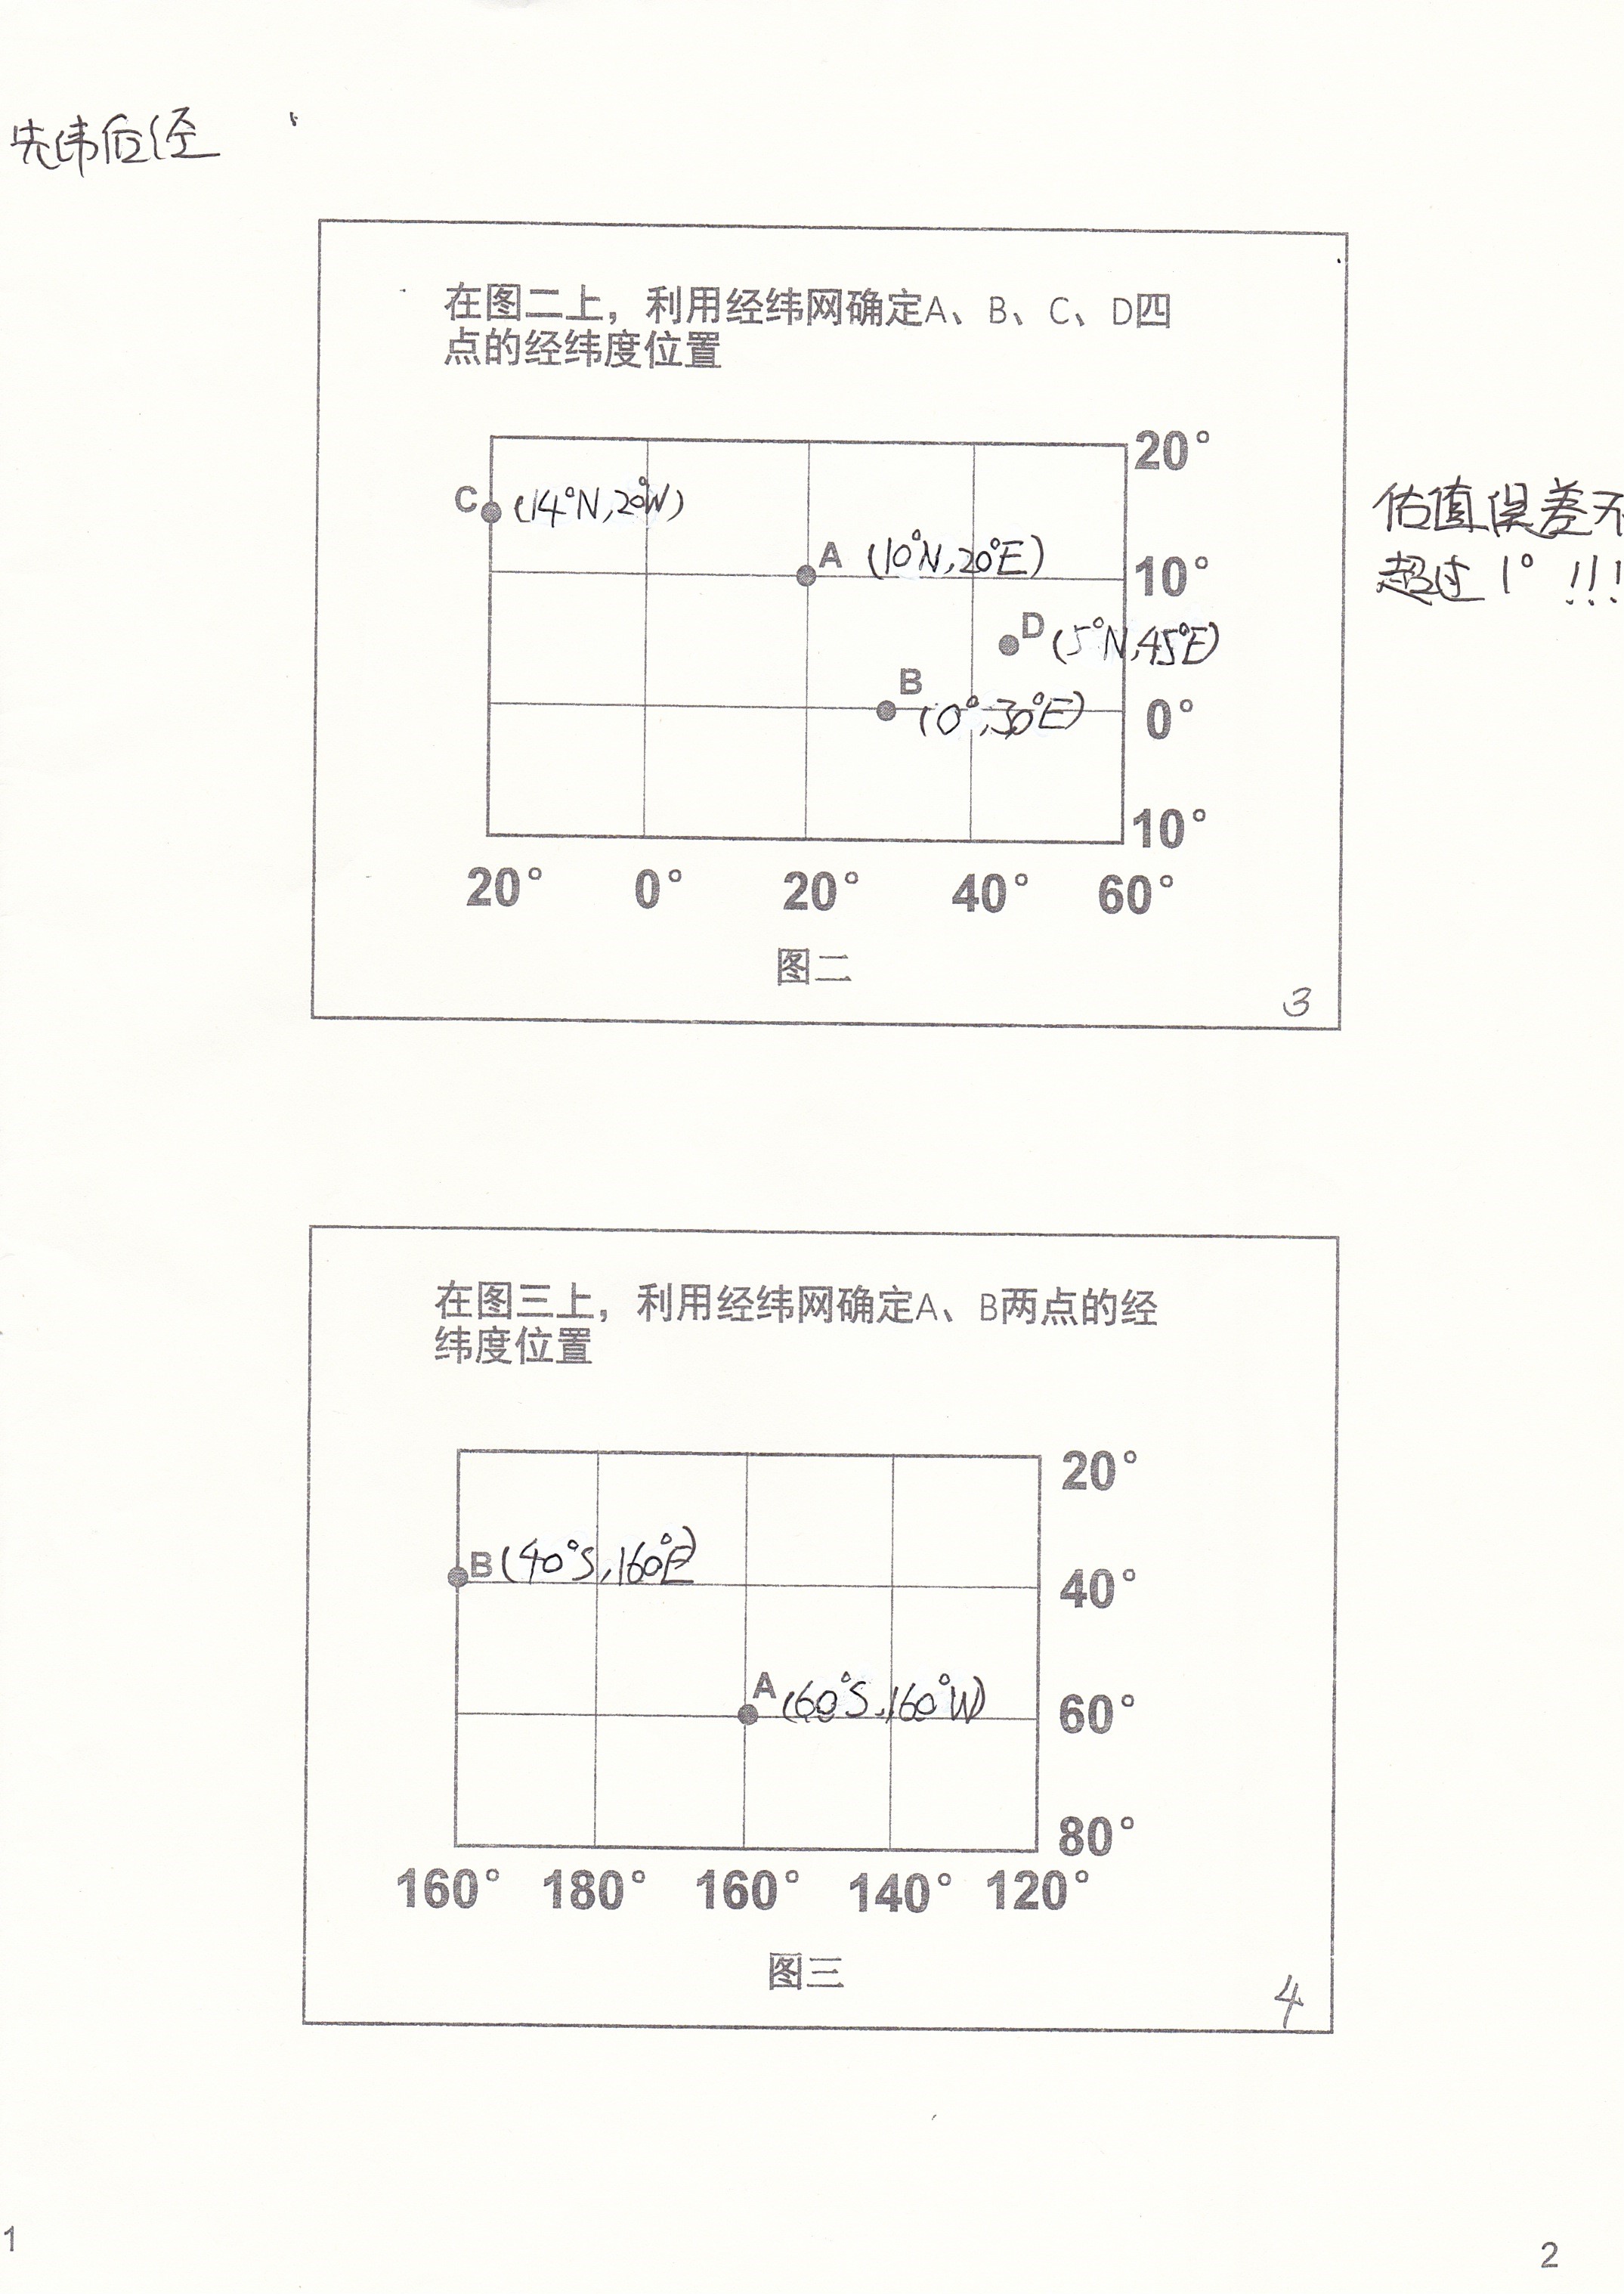 先纬后经
在图二上，利用经纬网确定A、B、C、D四
点的经纬度位置
20°
C (14°N,20°W)
估值误差不
超过1°!!!
A (10°N,20°E)
10°
D (5°N,45°E)
B
(0°,30°E)
0°
10°
20° 0° 20° 40° 60°
图二
3
在图三上，利用经纬网确定A、B两点的经
纬度位置
20°
B (40°S,160°E)
40°
A (60°S,160°W)
60°
80°
160° 180° 160° 140° 120°
图三
4
1
2